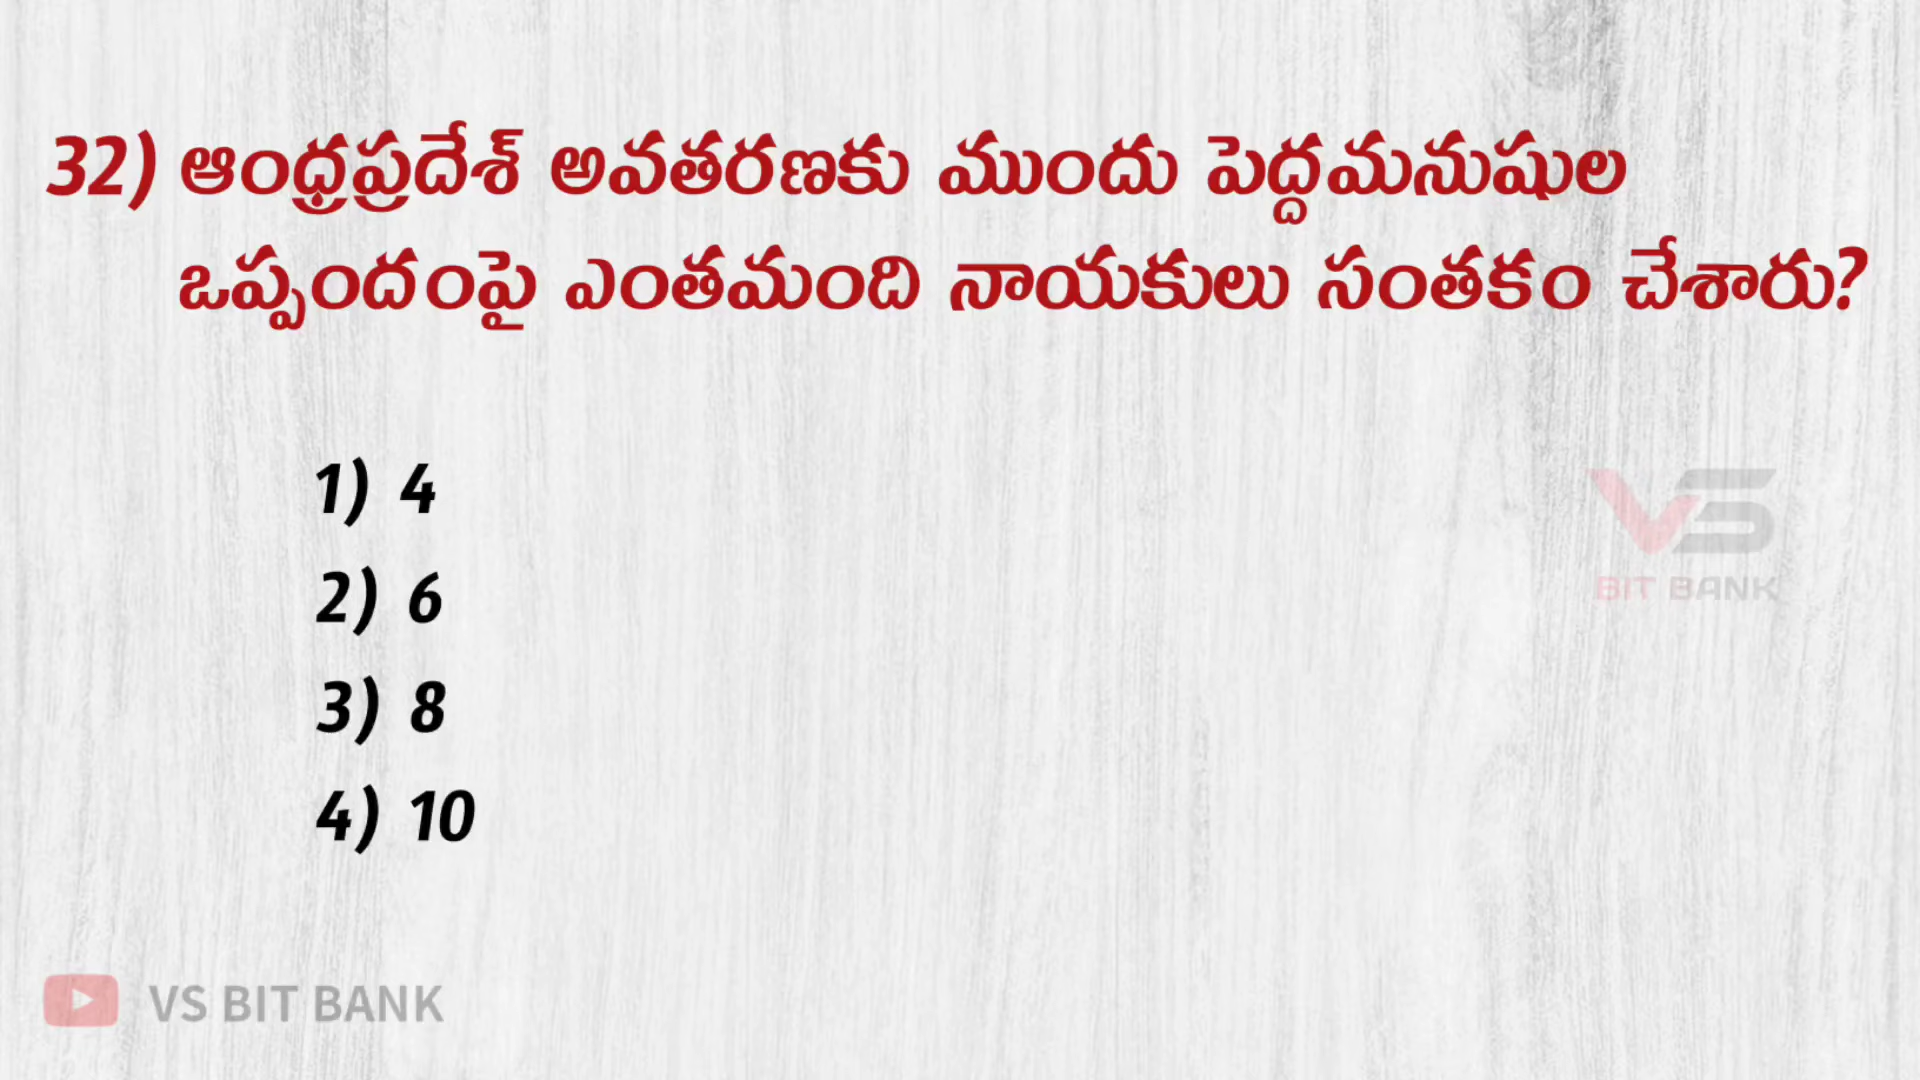 32) ఆంధ్రప్రదేశ్ అవతరణకు ముందు పెద్దమనుషుల
ఒప్పందంపై ఎంతమంది నాయకులు సంతకం చేశారు?
1) 4
2) 6
3) 8
4) 10
VS
BIT BANK
VS BIT BANK